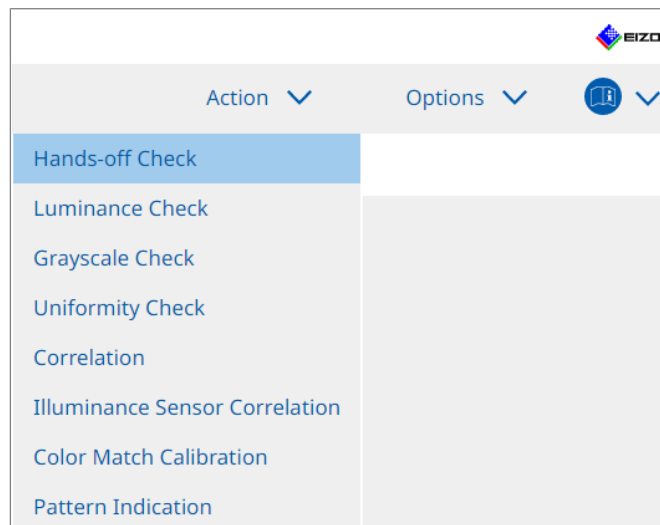 EIZO
Action Options
Hands-off Check
Luminance Check
Grayscale Check
Uniformity Check
Correlation
Illuminance Sensor Correlation
Color Match Calibration
Pattern Indication